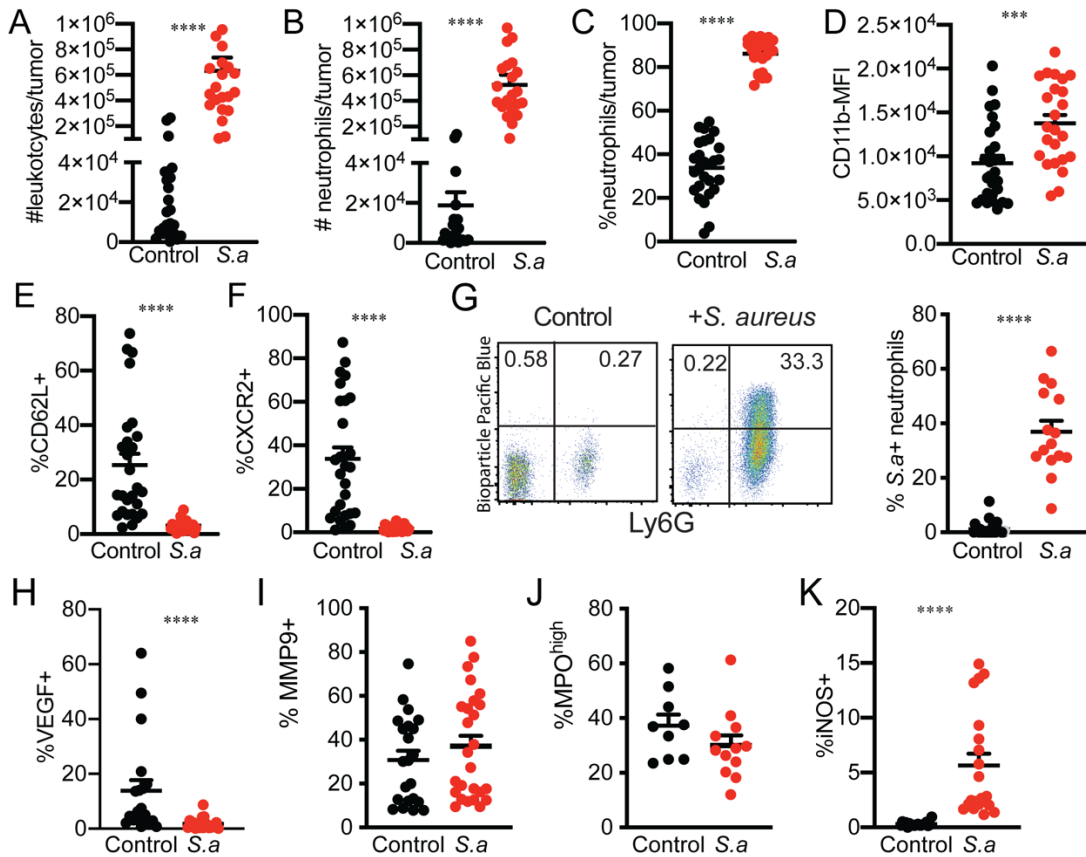 A
#leukotcytes/tumor
1×10⁶
8×10⁵
6×10⁵
4×10⁵
2×10⁵
4×10⁴
2×10⁴
0
****
Control S.a
B
# neutrophils/tumor
1×10⁶
8×10⁵
6×10⁵
4×10⁵
2×10⁵
4×10⁴
2×10⁴
0
****
Control S.a
C
%neutrophils/tumor
100
80
60
40
20
0
****
Control S.a
D
CD11b-MFI
2.5×10⁴
2.0×10⁴
1.5×10⁴
1.0×10⁴
5.0×10³
0.0
***
Control S.a
E
%CD62L+
80
60
40
20
0
****
Control S.a
F
%CXCR2+
100
80
60
40
20
0
****
Control S.a
G
Control
+S. aureus
Bioparticle Pacific Blue
0.58 0.27
0.22 33.3
Ly6G
% S.a+ neutrophils
80
60
40
20
0
****
Control S.a
H
%VEGF+
80
60
40
20
0
****
Control S.a
I
% MMP9+
100
80
60
40
20
0
Control S.a
J
%MPOhigh
80
60
40
20
0
Control S.a
K
%iNOS+
20
15
10
5
0
****
Control S.a